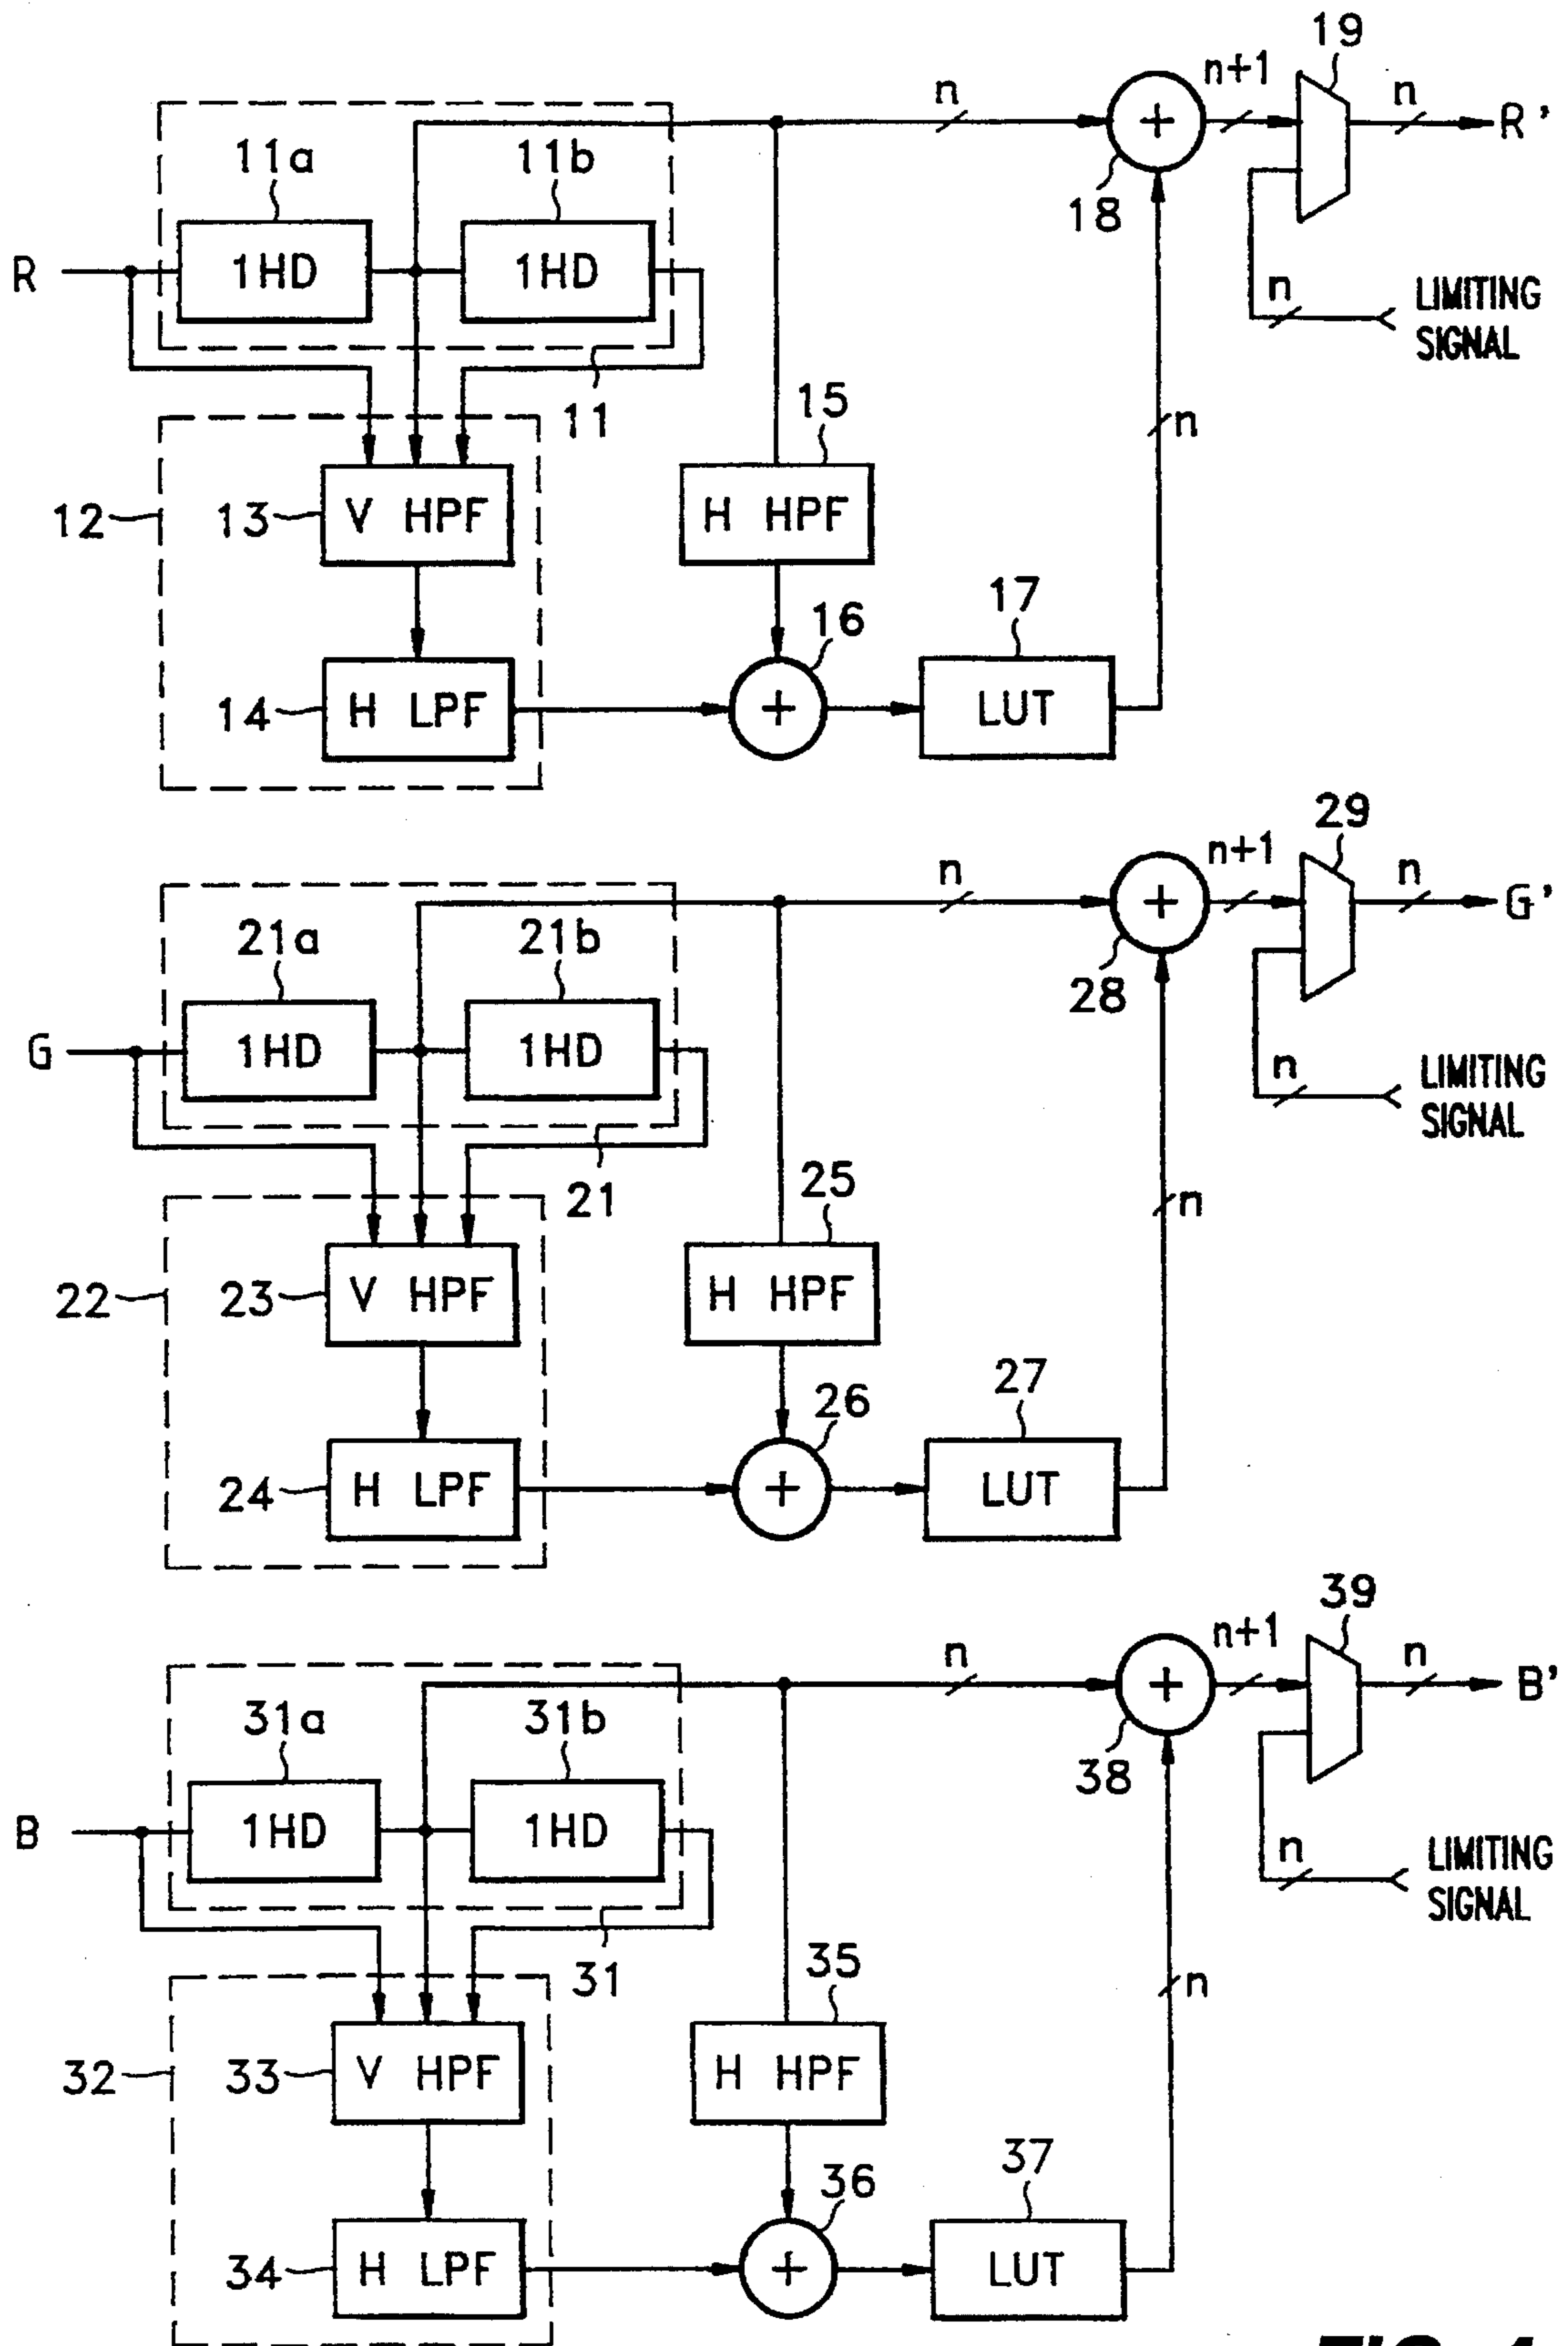 19
n
n+1
n
R'
11a
11b
+
18
R
1HD
1HD
n
LIMITING
SIGNAL
15
11
n
12
13
V HPF
H HPF
17
16
14
H LPF
+
LUT
29
n
n+1
n
G'
21a
21b
+
28
G
1HD
1HD
n
LIMITING
SIGNAL
25
21
n
22
23
V HPF
H HPF
27
26
24
H LPF
+
LUT
39
n
n+1
n
B'
31a
31b
+
38
B
1HD
1HD
n
LIMITING
SIGNAL
35
31
n
32
33
V HPF
H HPF
37
36
34
H LPF
+
LUT